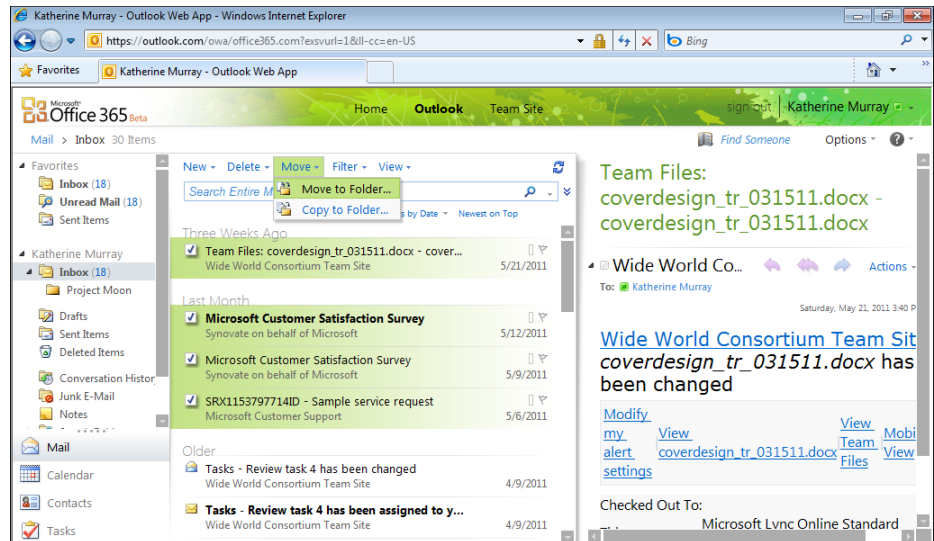 Katherine Murray - Outlook Web App - Windows Internet Explorer
https://outlook.com/owa/office365.com?exsvurl=1&ll-cc=en-US
Bing
Favorites
Katherine Murray - Outlook Web App
Microsoft
Office 365 Beta
Home Outlook Team Site
sign out Katherine Murray
Mail > Inbox 30 Items
Find Someone Options
Favorites
Inbox (18)
Unread Mail (18)
Sent Items
Katherine Murray
Inbox (18)
Project Moon
Drafts
Sent Items
Deleted Items
Conversation Histor
Junk E-Mail
Notes
Mail
Calendar
Contacts
Tasks
New Delete Move Filter View
Search Entire M
Move to Folder...
Copy to Folder...
s by Date Newest on Top
Three Weeks Ago
Team Files: coverdesign_tr_031511.docx - cover...
Wide World Consortium Team Site 5/21/2011
Last Month
Microsoft Customer Satisfaction Survey
Synovate on behalf of Microsoft 5/12/2011
Microsoft Customer Satisfaction Survey
Synovate on behalf of Microsoft 5/9/2011
SRX1153797714ID - Sample service request
Microsoft Customer Support 5/6/2011
Older
Tasks - Review task 4 has been changed
Wide World Consortium Team Site 4/9/2011
Tasks - Review task 4 has been assigned to y...
Wide World Consortium Team Site 4/9/2011
Team Files:
coverdesign_tr_031511.docx -
coverdesign_tr_031511.docx
Wide World Co... Actions
To: Katherine Murray
Saturday, May 21, 2011 3:40 P
Wide World Consortium Team Sit
coverdesign_tr_031511.docx has
been changed
Modify
my
alert
settings
View
coverdesign_tr_031511.docx
View
Team
Files
Mobi
View
Checked Out To:
Microsoft Lync Online Standard